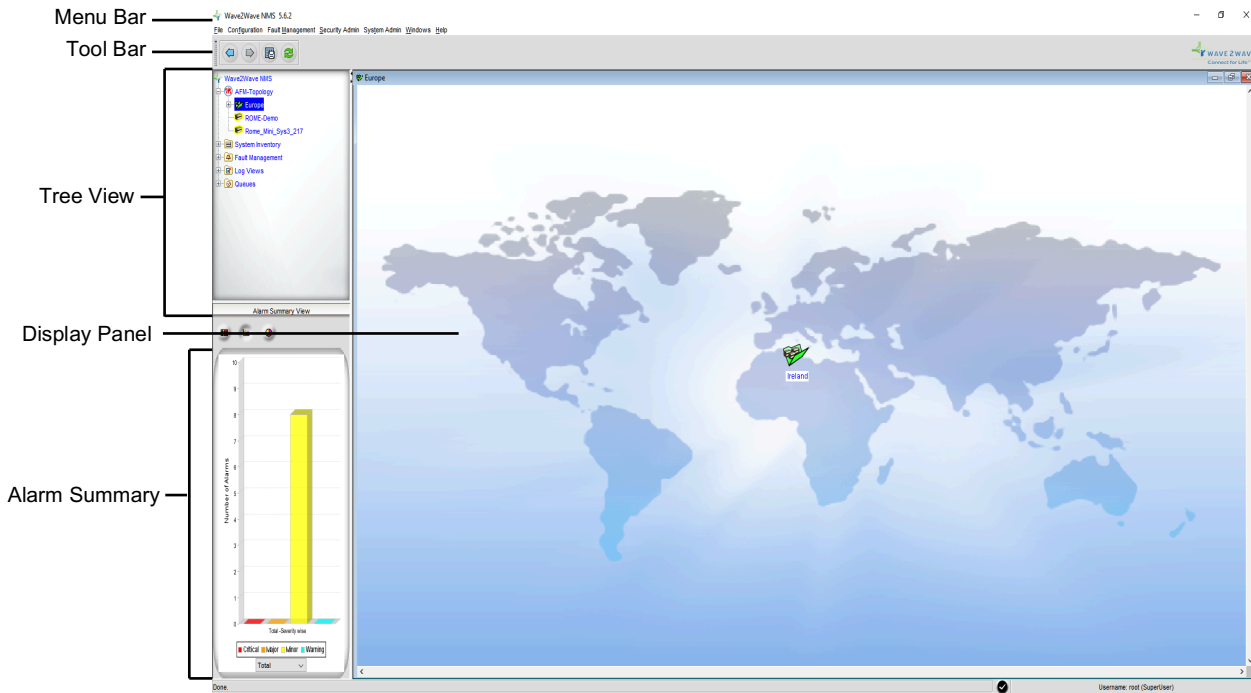 Menu Bar
Wave2Wave NMS 5.6.2
File Configuration Fault Management Security Admin System Admin Windows Help
Tool Bar
WAVE2WAVE
Connect for Life
Tree View
Wave2Wave NMS
AFM-Topology
Europe
ROME-Demo
Rome_Mini_Sys3_217
System Inventory
Fault Management
Log Views
Queues
Europe
Ireland
Display Panel
Alarm Summary View
Alarm Summary
Number of Alarms
10
9
8
7
6
5
4
3
2
1
0
Total -Severity wise
Critical Major Minor Warning
Total
Done.
Username: root (SuperUser)